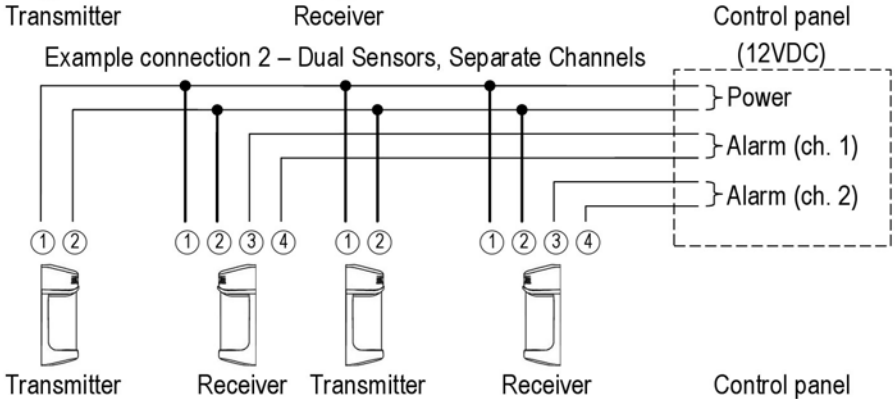 Transmitter Receiver Control panel
Example connection 2 – Dual Sensors, Separate Channels (12VDC)
Power
Alarm (ch. 1)
Alarm (ch. 2)
① ② ① ② ③ ④ ① ② ① ② ③ ④
Transmitter Receiver Transmitter Receiver Control panel